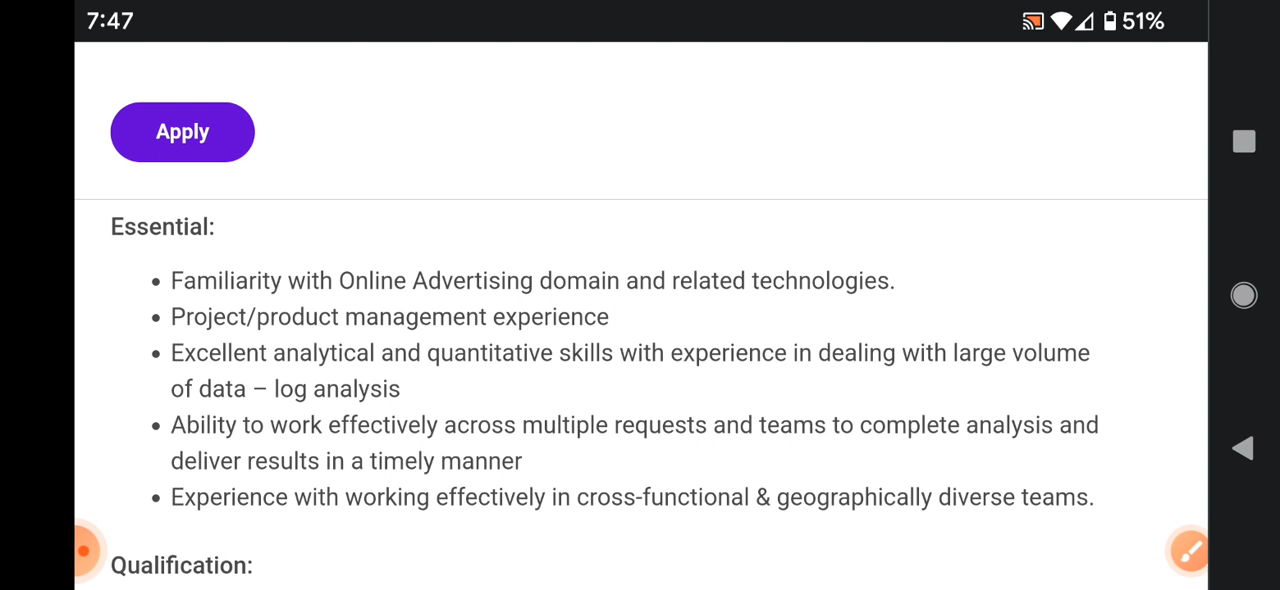 7:47
51%
Apply
Essential:
• Familiarity with Online Advertising domain and related technologies.
• Project/product management experience
• Excellent analytical and quantitative skills with experience in dealing with large volume
of data – log analysis
• Ability to work effectively across multiple requests and teams to complete analysis and
deliver results in a timely manner
• Experience with working effectively in cross-functional & geographically diverse teams.
Qualification: